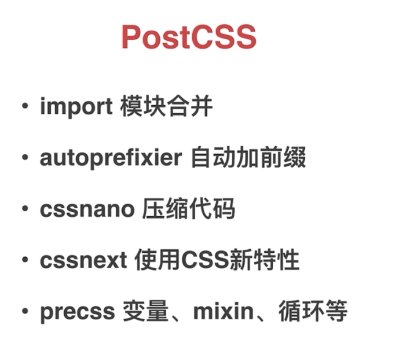 PostCSS
• import 模块合并
• autoprefixier 自动加前缀
• cssnano 压缩代码
• cssnext 使用CSS新特性
• precss 变量、mixin、循环等